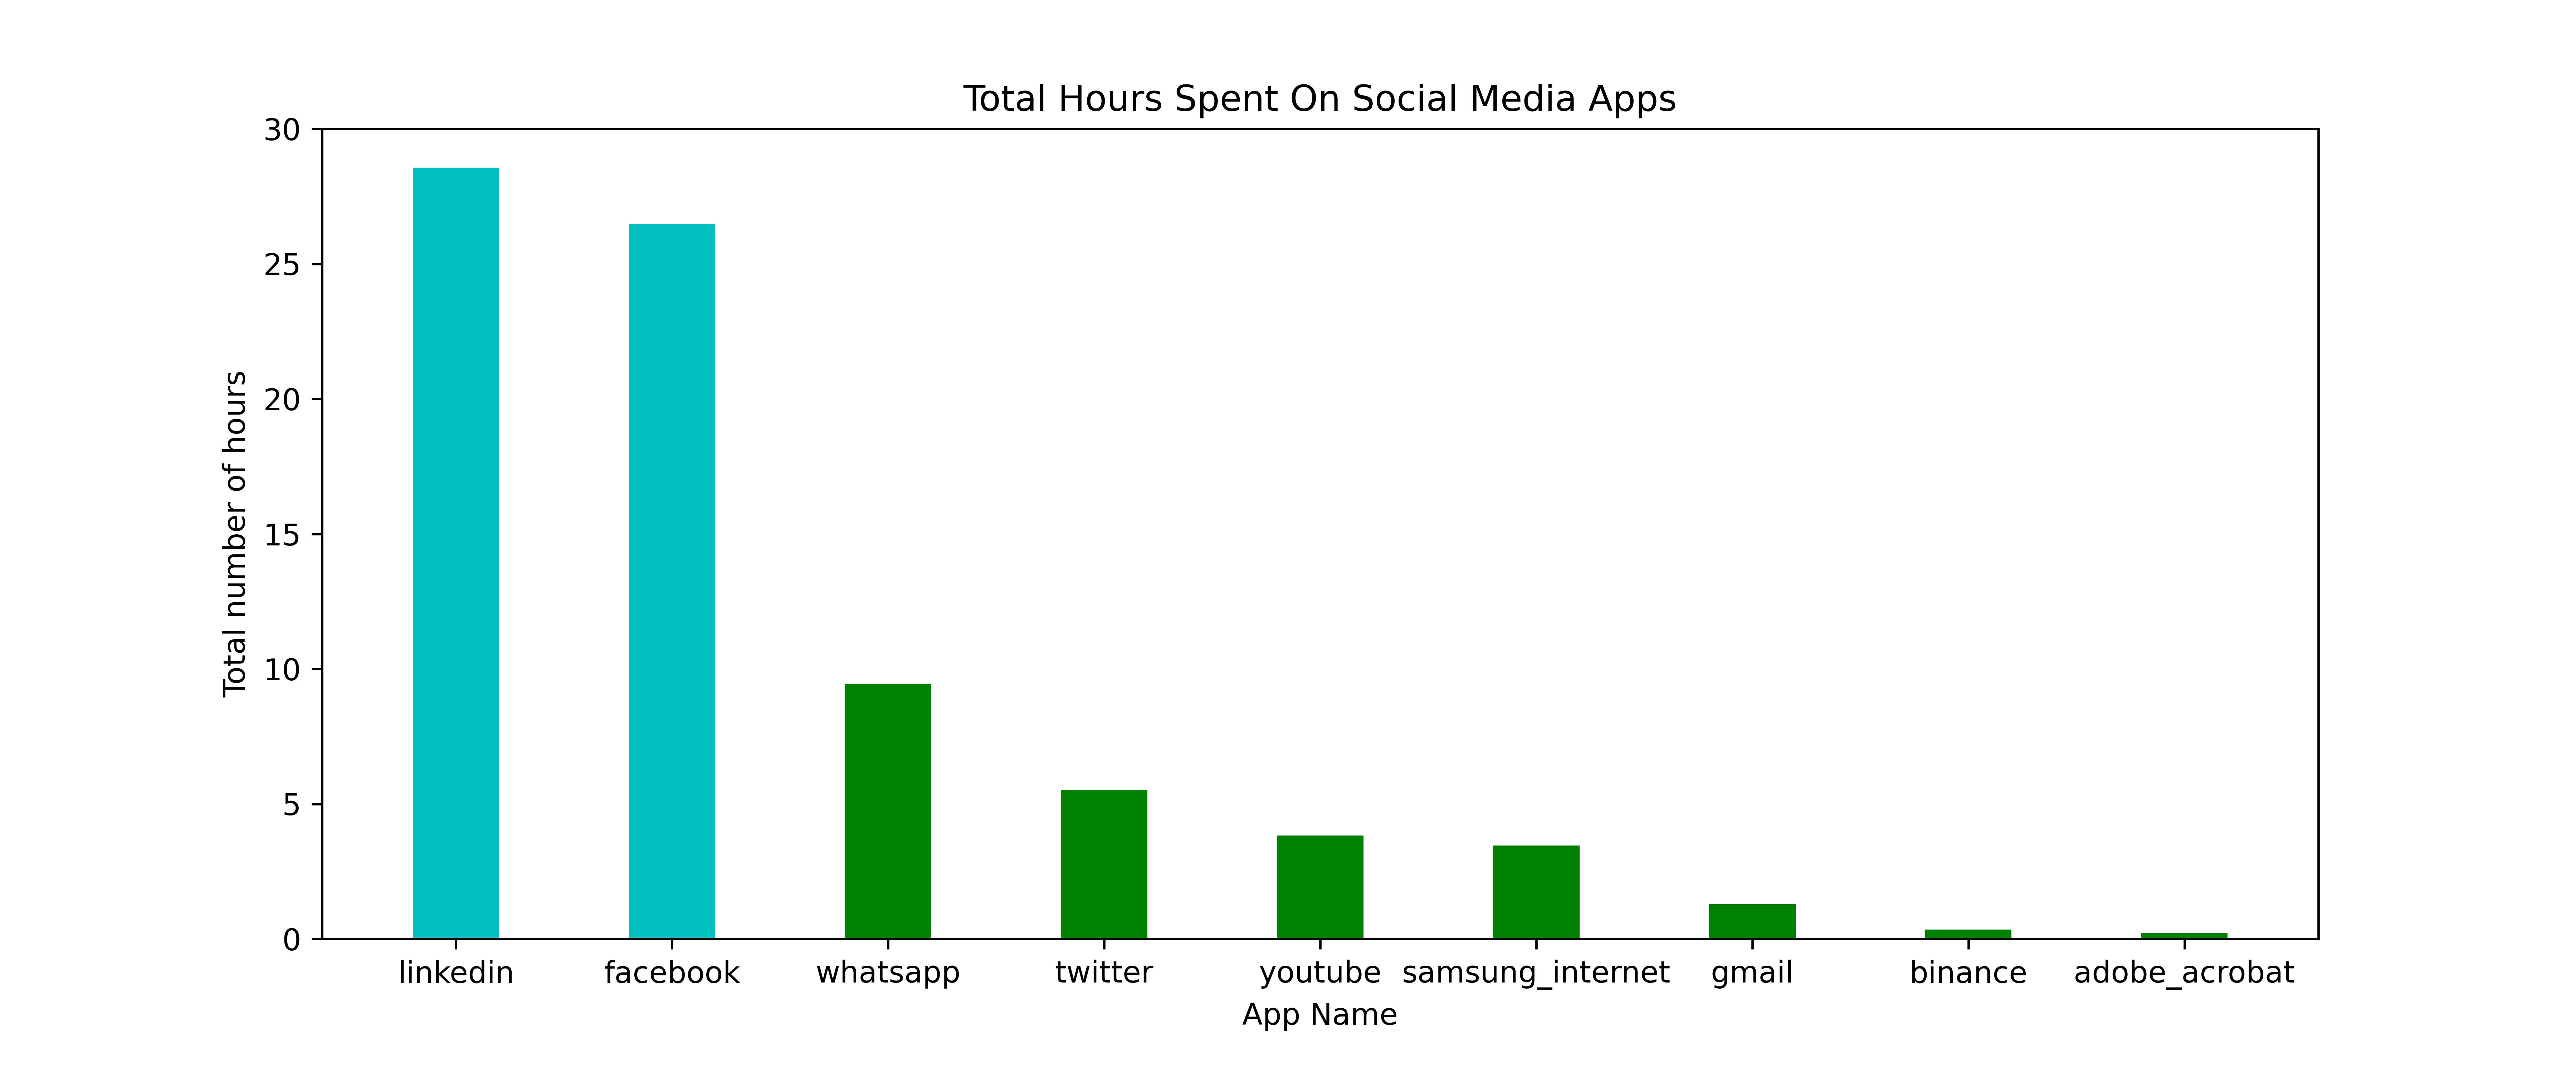 Total Hours Spent On Social Media Apps
30
25
20
15
10
5
0
Total number of hours
linkedin facebook whatsapp twitter youtube samsung_internet gmail binance adobe_acrobat
App Name